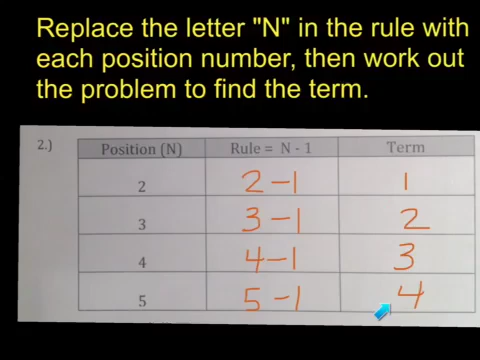 Replace the letter "N" in the rule with
each position number, then work out
the problem to find the term.
2.) Position (N) Rule = N - 1 Term
2 2 - 1 1
3 3 - 1 2
4 4 - 1 3
5 5 - 1 4